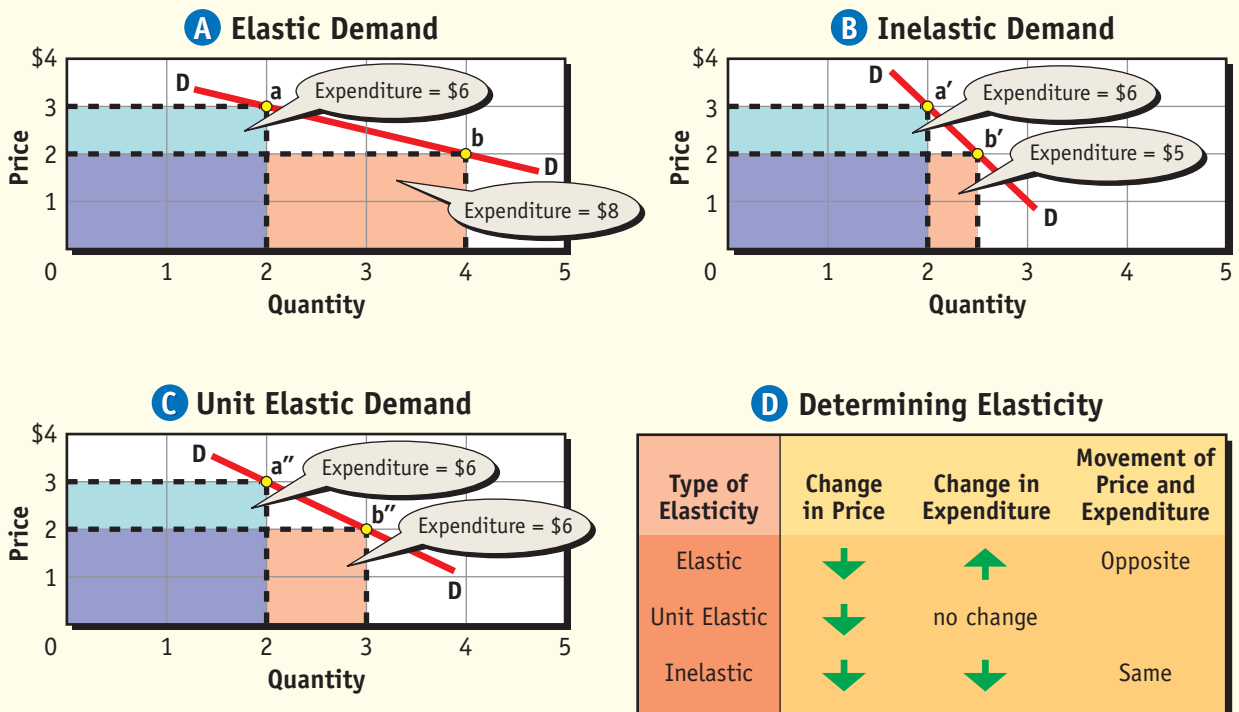 A Elastic Demand
$4
3
2
1
0
1
2
3
4
5
Price
Quantity
D
a
Expenditure = $6
b
D
Expenditure = $8
B Inelastic Demand
$4
3
2
1
0
1
2
3
4
5
Price
Quantity
D
a′
Expenditure = $6
b′
Expenditure = $5
D
C Unit Elastic Demand
$4
3
2
1
0
1
2
3
4
5
Price
Quantity
D
a″
Expenditure = $6
b″
Expenditure = $6
D
D Determining Elasticity
Type of
Elasticity
Change
in Price
Change in
Expenditure
Movement of
Price and
Expenditure
Elastic
Opposite
Unit Elastic
no change
Inelastic
Same